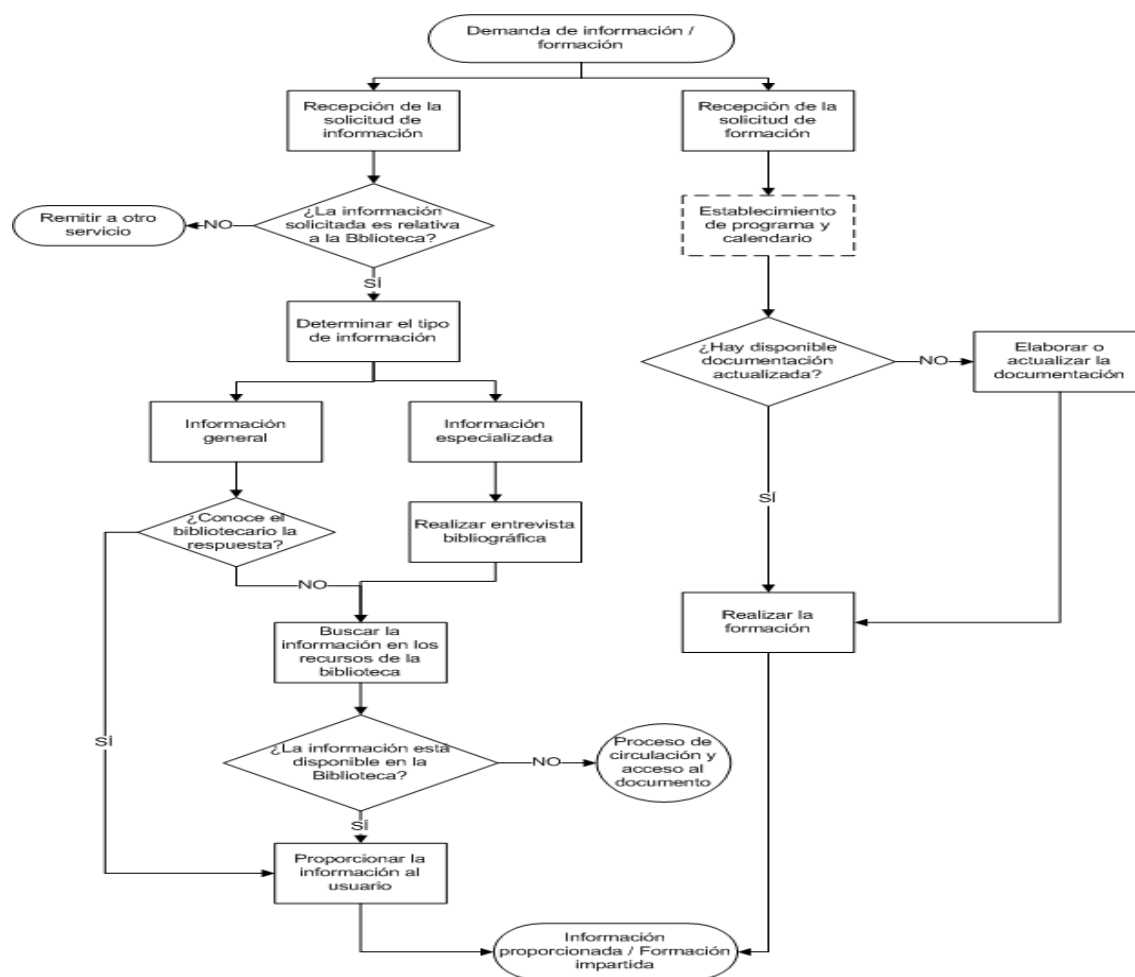 Demanda de información /
formación
Recepción de la
solicitud de
información
Recepción de la
solicitud de
formación
¿La información
solicitada es relativa
a la Bblioteca?
NO
Remitir a otro
servicio
Establecimiento
de programa y
calendario
SÍ
Determinar el tipo
de información
¿Hay disponible
documentación
actualizada?
NO
Elaborar o
actualizar la
documentación
Información
general
Información
especializada
SÍ
¿Conoce el
bibliotecario la
respuesta?
Realizar entrevista
bibliográfica
NO
Realizar la
formación
Buscar la
información en los
recursos de la
biblioteca
SÍ
¿La información está
disponible en la
Biblioteca?
NO
Proceso de
circulación y
acceso al
documento
SÍ
Proporcionar la
información al
usuario
Información
proporcionada / Formación
impartida